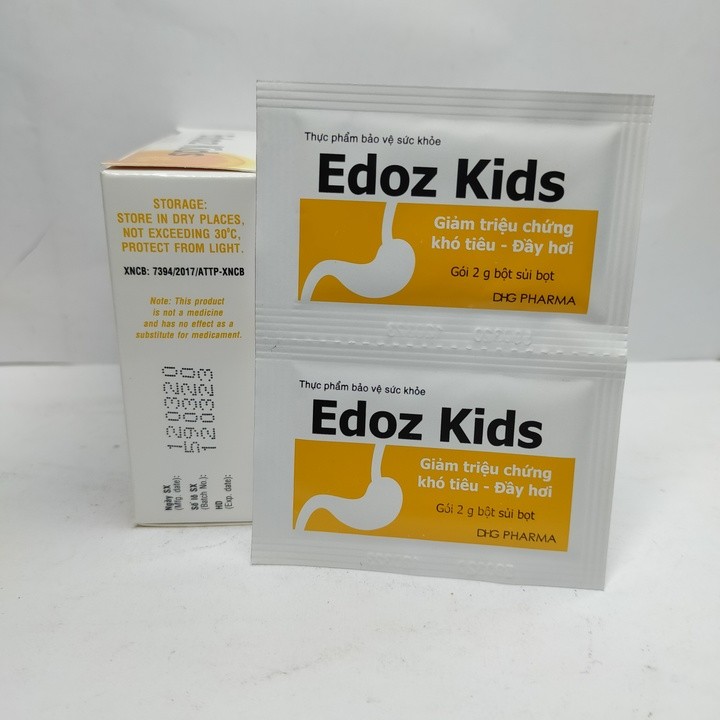 STORAGE:
STORE IN DRY PLACES,
NOT EXCEEDING 30°C,
PROTECT FROM LIGHT.
XNCB: 7394/2017/ATTP-XNCB
Note: This product
is not a medicine
and has no effect as a
substitute for medicament.
Ngày SX
(Mfg. date):
120320
Số lô SX
(Batch No.):
590320
HD
(Exp. date):
120323
Thực phẩm bảo vệ sức khỏe
Edoz Kids
Giảm triệu chứng
khó tiêu - Đầy hơi
Gói 2 g bột sủi bọt
DHG PHARMA
Thực phẩm bảo vệ sức khỏe
Edoz Kids
Giảm triệu chứng
khó tiêu - Đầy hơi
Gói 2 g bột sủi bọt
DHG PHARMA